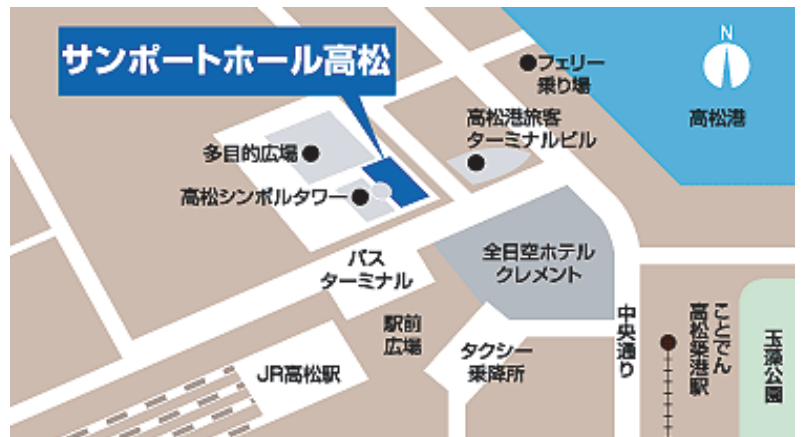 サンポートホール高松
N
フェリー
乗り場
高松港
高松港旅客
ターミナルビル
多目的広場
高松シンボルタワー
バス
ターミナル
全日空ホテル
クレメント
駅前
広場
タクシー
乗降所
JR高松駅
中央通り
ことでん
高松築港駅
玉藻公園